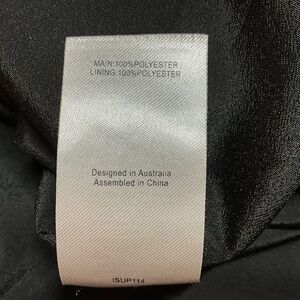 MAIN:100%POLYESTER
LINING:100%POLYESTER
Designed in Australia
Assembled in China
ISUP114